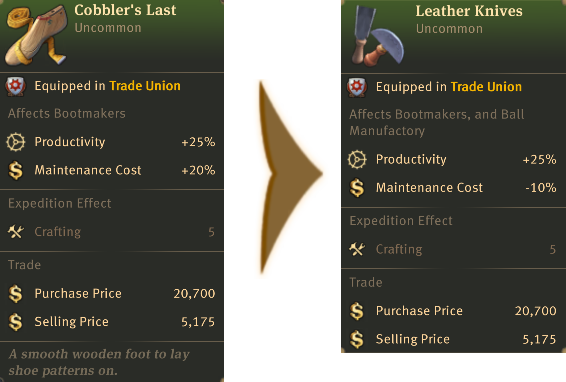 Cobbler's Last
Uncommon
Equipped in Trade Union
Affects Bootmakers
Productivity +25%
Maintenance Cost +20%
Expedition Effect
Crafting 5
Trade
Purchase Price 20,700
Selling Price 5,175
A smooth wooden foot to lay
shoe patterns on.
Leather Knives
Uncommon
Equipped in Trade Union
Affects Bootmakers, and Ball
Manufactory
Productivity +25%
Maintenance Cost -10%
Expedition Effect
Crafting 5
Trade
Purchase Price 20,700
Selling Price 5,175